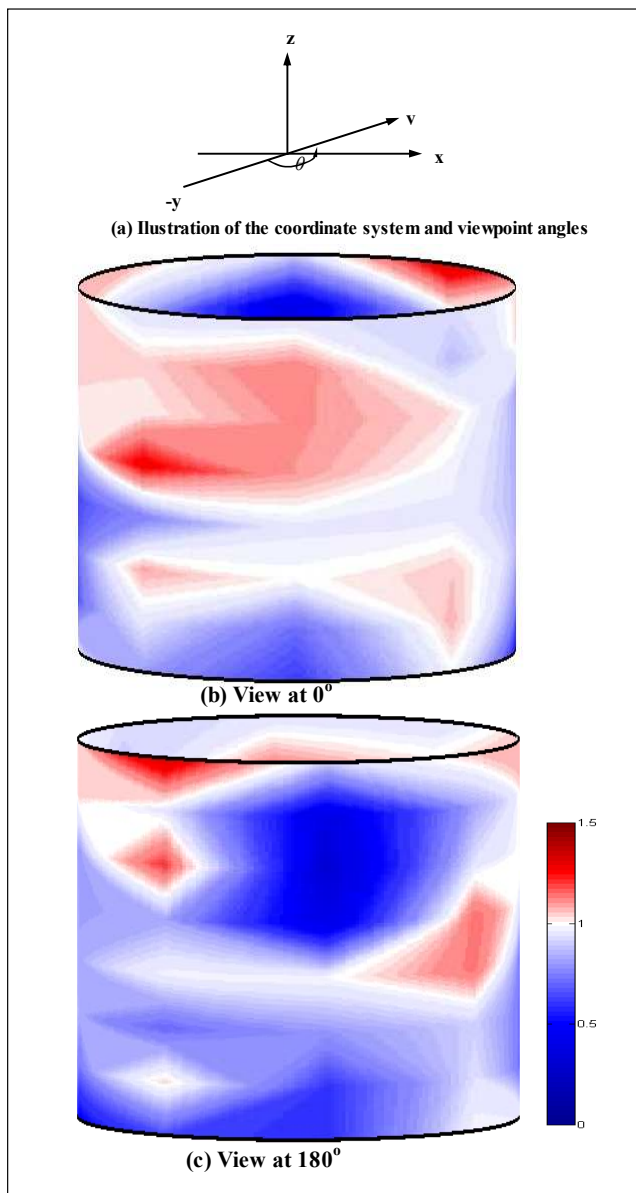 z
v
x
θ
-y
(a) Ilustration of the coordinate system and viewpoint angles
(b) View at 0°
1.5
1
0.5
0
(c) View at 180°